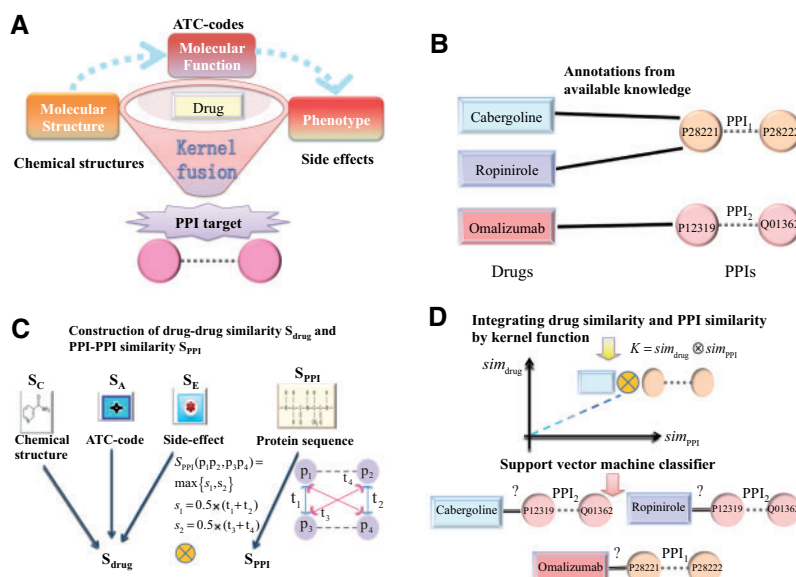 A
ATC-codes
Molecular
Function
Molecular
Structure
Drug
Phenotype
Chemical structures
Kernel
fusion
Side effects
PPI target
B
Annotations from
available knowledge
Cabergoline
P28221
PPI1
P28222
Ropinirole
Omalizumab
P12319
PPI2
Q01362
Drugs
PPIs
C
Construction of drug-drug similarity Sdrug and
PPI-PPI similarity SPPI
SC
SA
SE
SPPI
Chemical
structure
ATC-code
Side-effect
Protein sequence
SPPI(p1p2,p3p4)=
max{s1,s2}
s1=0.5×(t1+t2)
s2=0.5×(t3+t4)
p1
p2
t4
t1
t2
t3
p3
p4
Sdrug
SPPI
D
Integrating drug similarity and PPI similarity
by kernel function
K = simdrug ⊗ simPPI
simdrug
simPPI
Support vector machine classifier
Cabergoline
?
P12319
PPI2
Q01362
Ropinirole
?
P12319
PPI2
Q01362
Omalizumab
?
P28221
PPI1
P28222